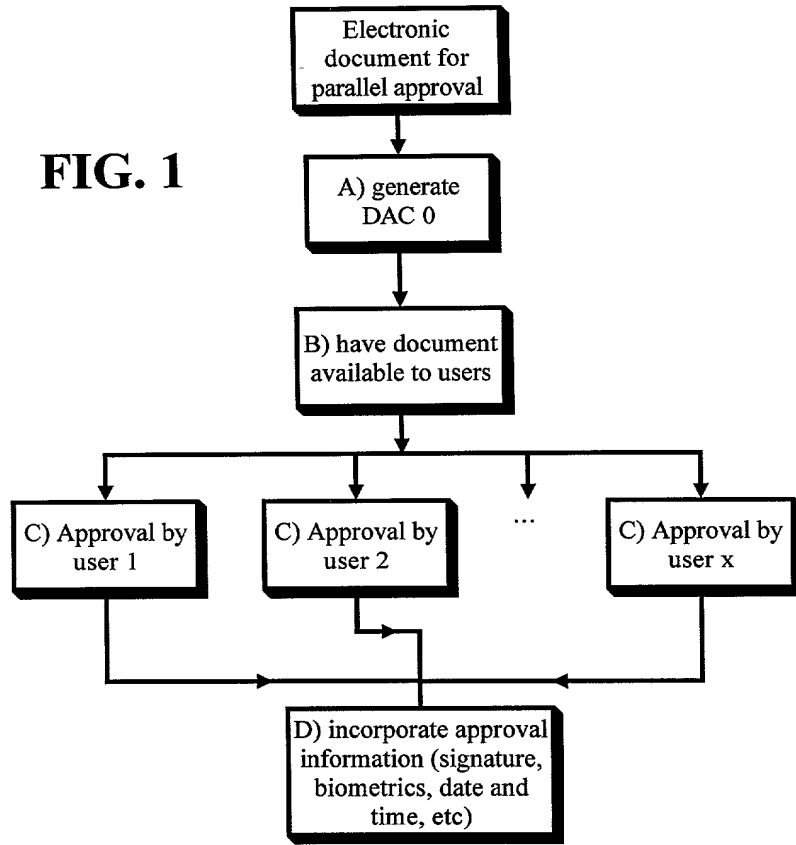 Electronic
document for
parallel approval
FIG. 1
A) generate
DAC 0
B) have document
available to users
C) Approval by
user 1
C) Approval by
user 2
...
C) Approval by
user x
D) incorporate approval
information (signature,
biometrics, date and
time, etc)